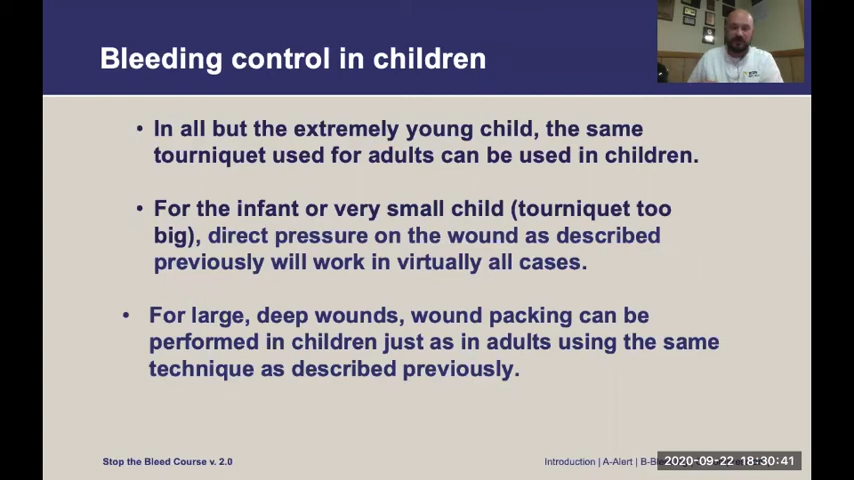 Bleeding control in children
• In all but the extremely young child, the same
tourniquet used for adults can be used in children.
• For the infant or very small child (tourniquet too
big), direct pressure on the wound as described
previously will work in virtually all cases.
• For large, deep wounds, wound packing can be
performed in children just as in adults using the same
technique as described previously.
Stop the Bleed Course v. 2.0
Introduction | A-Alert |
2020-09-22 18:30:41